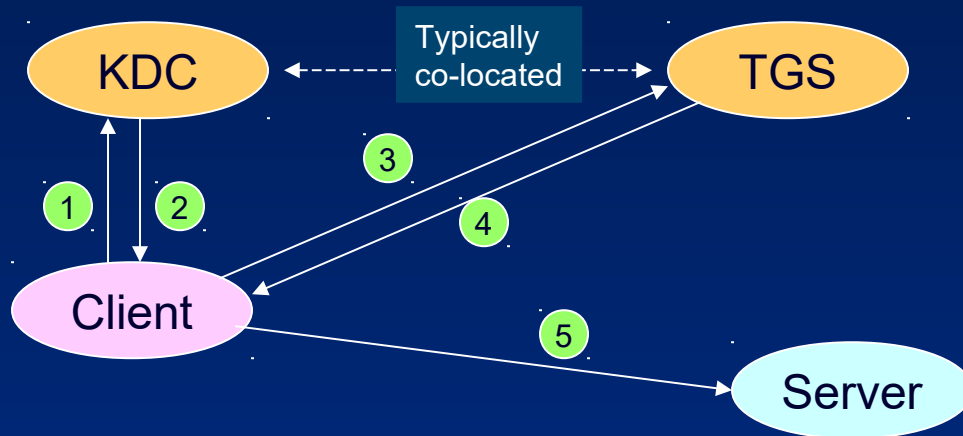 KDC
Typically
co-located
TGS
3
1
2
4
Client
5
Server